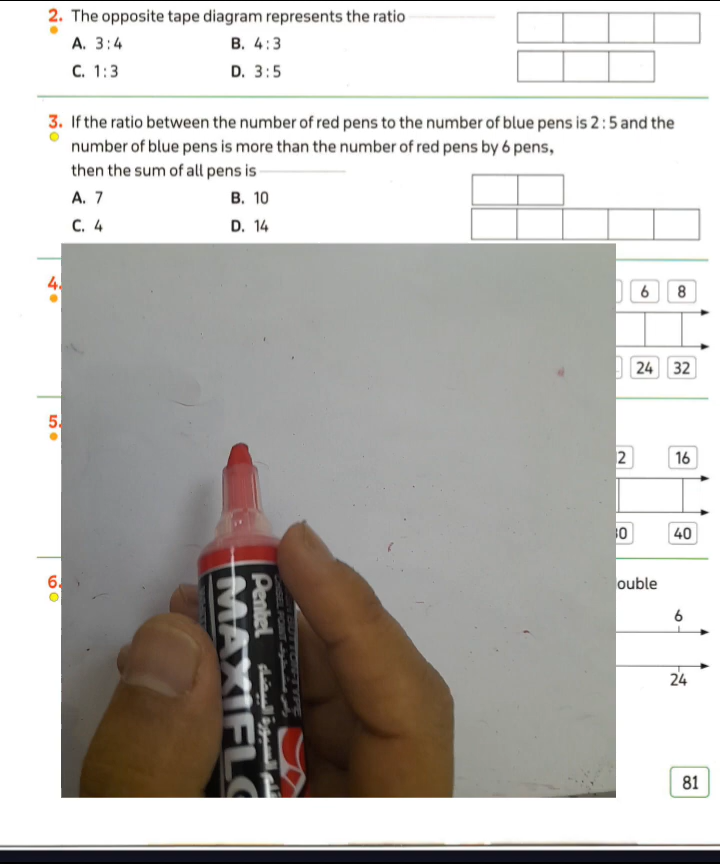 2. The opposite tape diagram represents the ratio
A. 3:4 B. 4:3
C. 1:3 D. 3:5
3. If the ratio between the number of red pens to the number of blue pens is 2:5 and the
number of blue pens is more than the number of red pens by 6 pens,
then the sum of all pens is
A. 7 B. 10
C. 4 D. 14
4.
6 8
24 32
5.
2 16
0 40
6.
ouble
6
24
Pentel
MAXIFLO
81